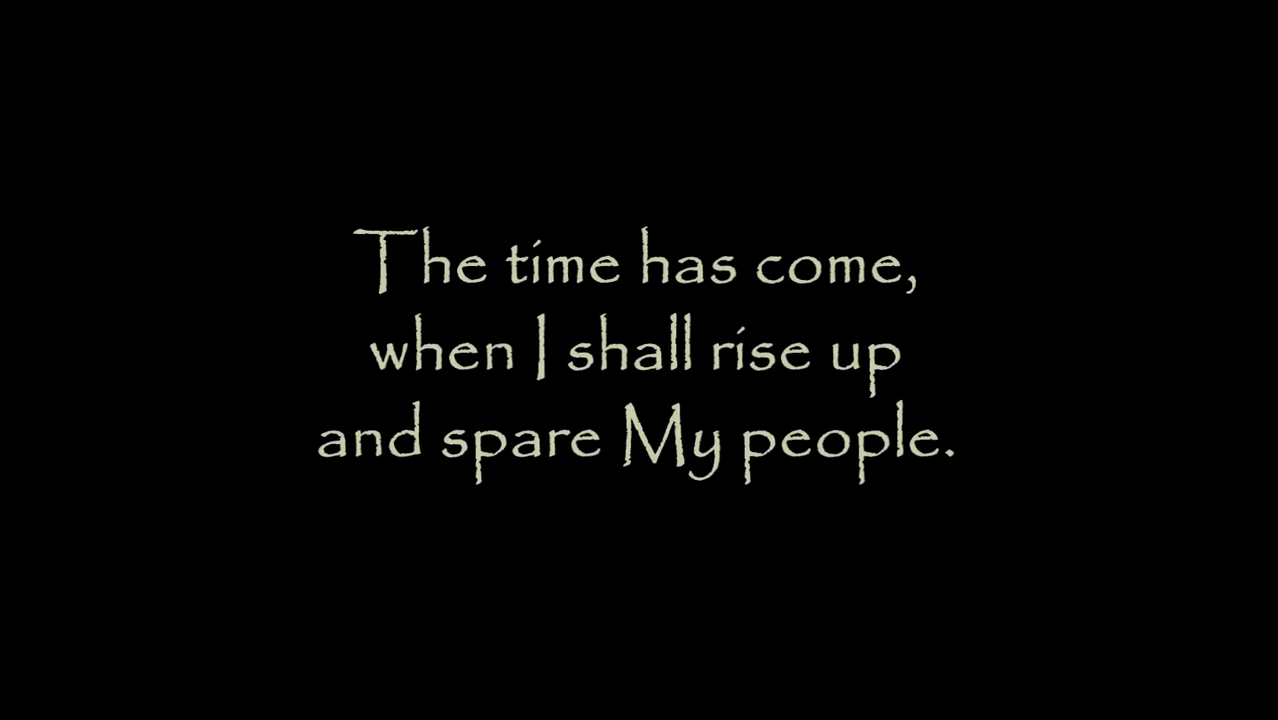 The time has come,
when I shall rise up
and spare My people.